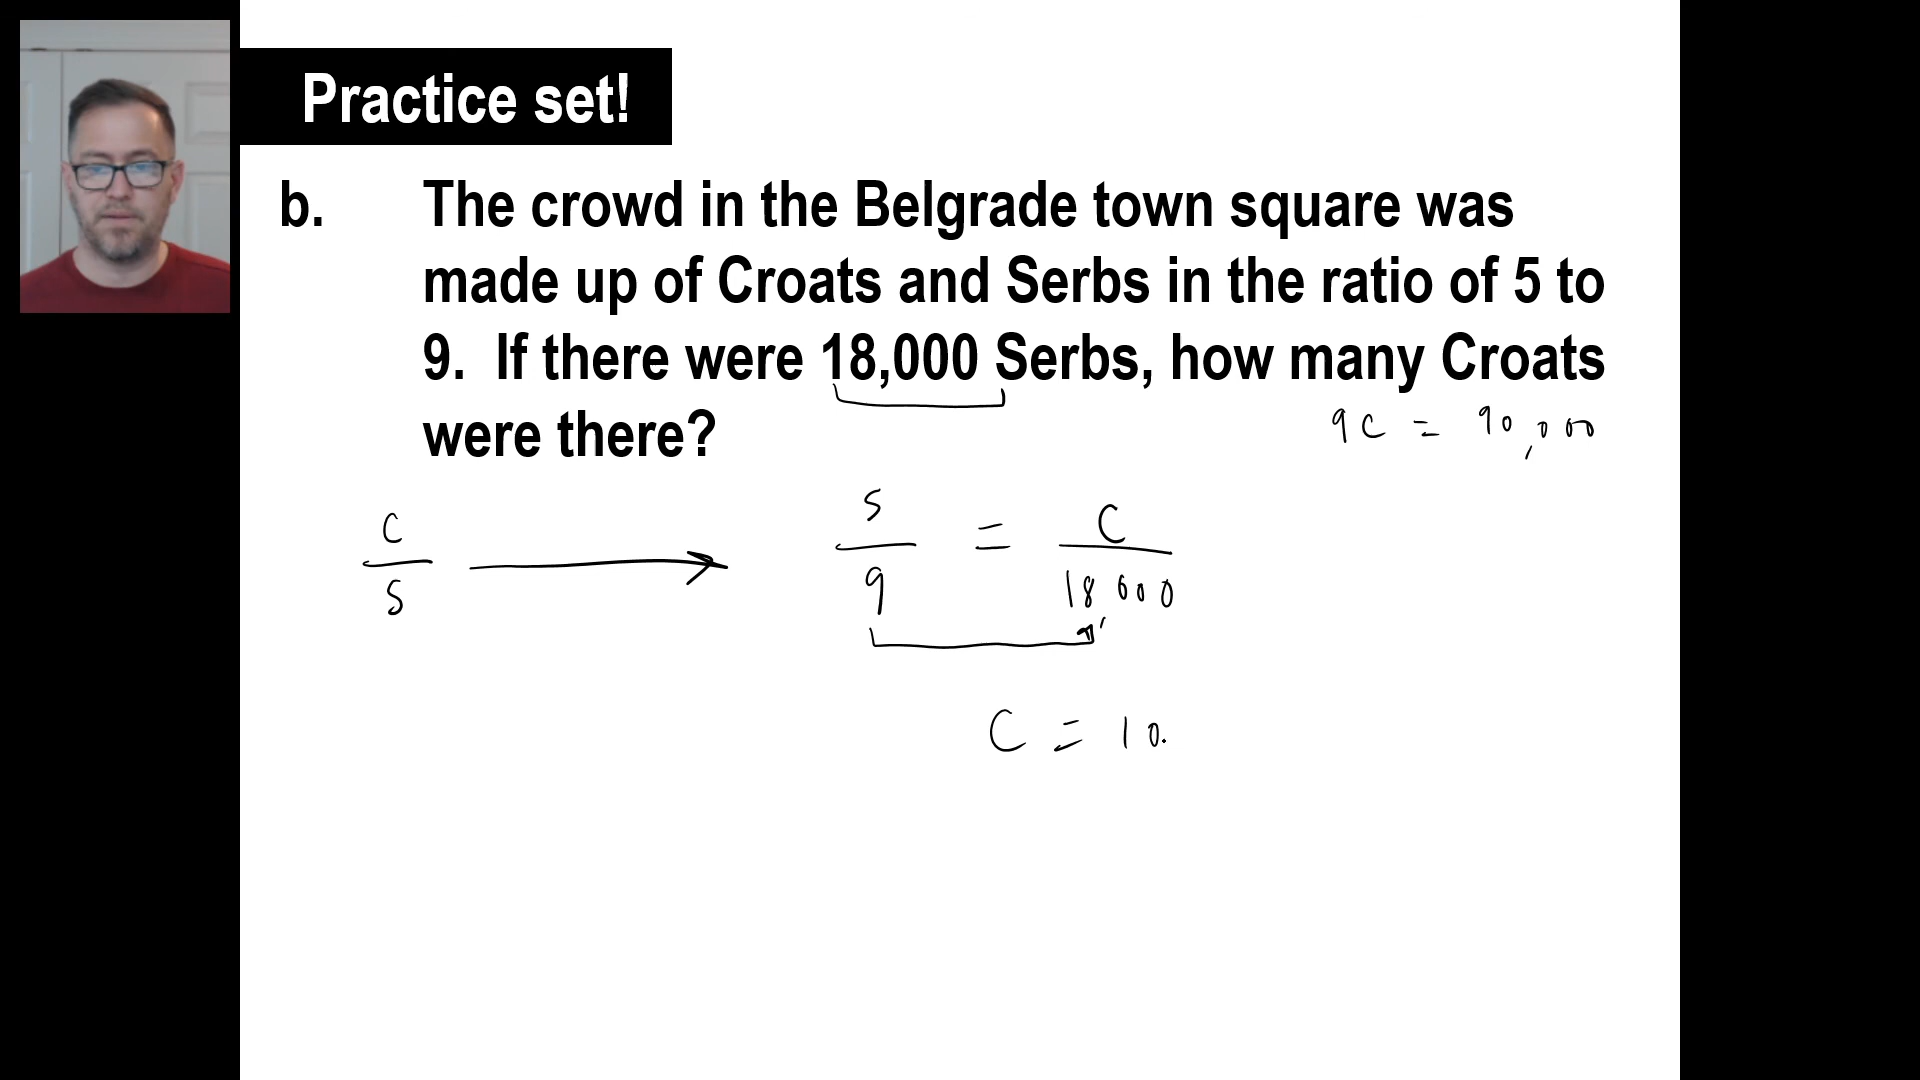 Practice set!
b. The crowd in the Belgrade town square was
made up of Croats and Serbs in the ratio of 5 to
9. If there were 18,000 Serbs, how many Croats
were there?
9C = 90,000
C/S → 5/9 = C/18000
C = 10.